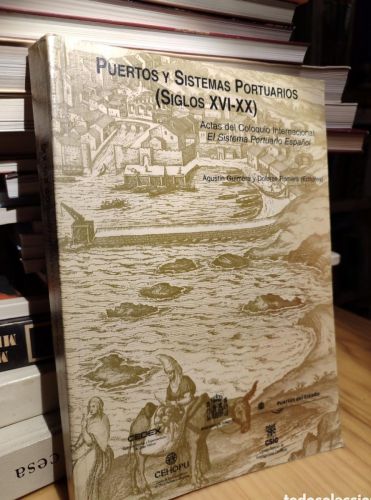 PUERTOS Y SISTEMAS PORTUARIOS
(SIGLOS XVI-XX)
Actas del Coloquio Internacional
El Sistema Portuario Español
Agustín Guimerá y Dolores Romero (Editores)
CEDEX
Puertos del Estado
CEHOPU
CSIC
cesa
todocoleccion